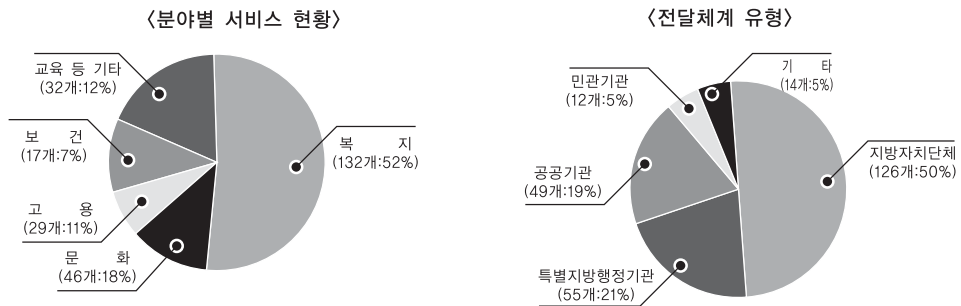 〈분야별 서비스 현황〉
교육 등 기타
(32개:12%)
보 건
(17개:7%)
고 용
(29개:11%)
문 화
(46개:18%)
복 지
(132개:52%)
〈전달체계 유형〉
민관기관
(12개:5%)
기 타
(14개:5%)
공공기관
(49개:19%)
지방자치단체
(126개:50%)
특별지방행정기관
(55개:21%)